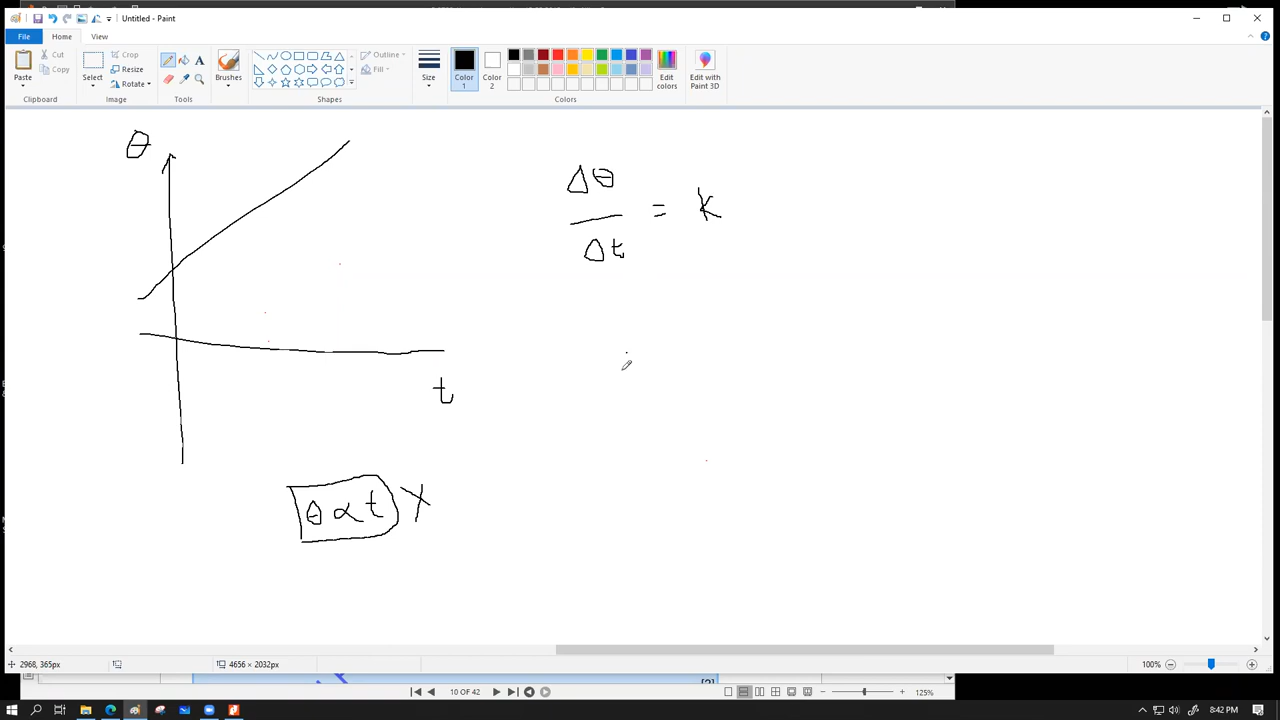 Untitled - Paint
File Home View
Paste Cut Copy Clipboard
Select Crop Resize Rotate Image
Tools
Brushes
Shapes Outline Fill
Size
Color 1 Color 2 Colors Edit colors Edit with Paint 3D
θ
Δθ
Δt
= k
t
θ ∝ t X
2968, 365px
4656 × 2032px
100%
10 OF 42
125%
8:42 PM